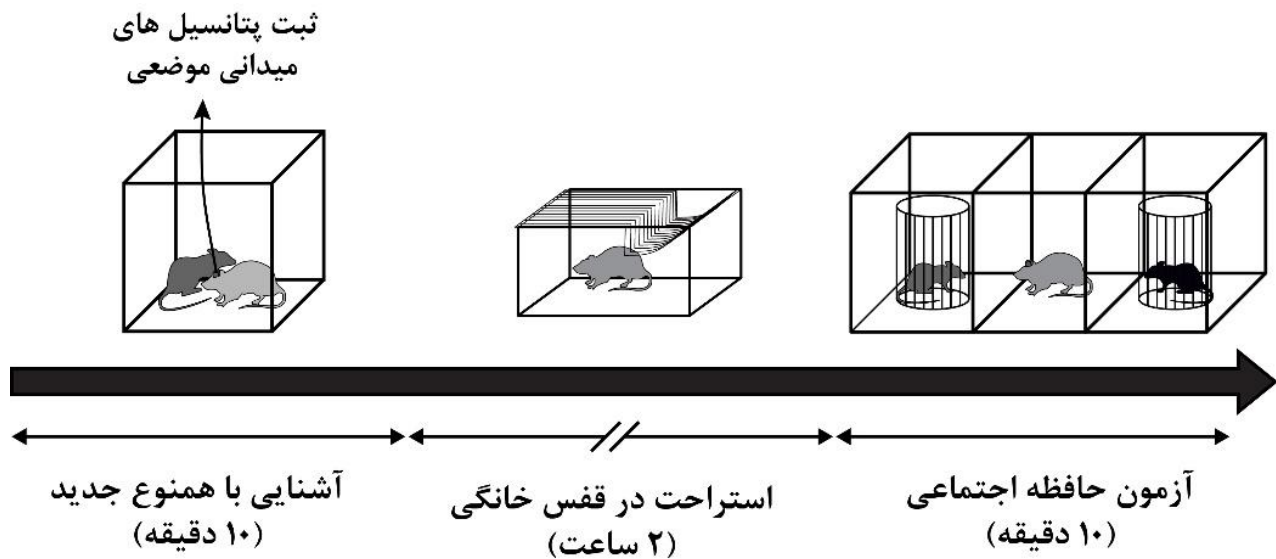 ثبت پتانسیل های
میدانی موضعی
آشنایی با همنوع جدید
(۱۰ دقیقه)
استراحت در قفس خانگی
(۲ ساعت)
آزمون حافظه اجتماعی
(۱۰ دقیقه)